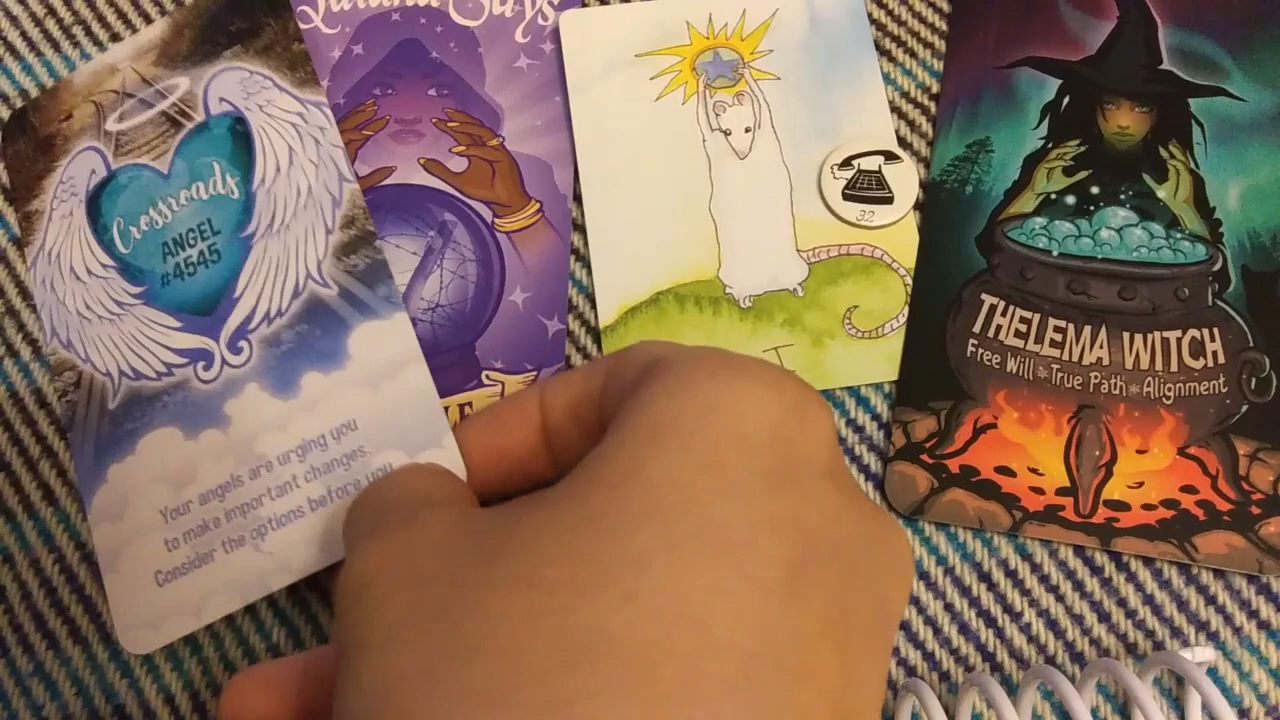 Crossroads
ANGEL
#4545
Your angels are urging you
to make important changes.
Consider the options before you
Says
32
I
THELEMA WITCH
Free Will * True Path * Alignment